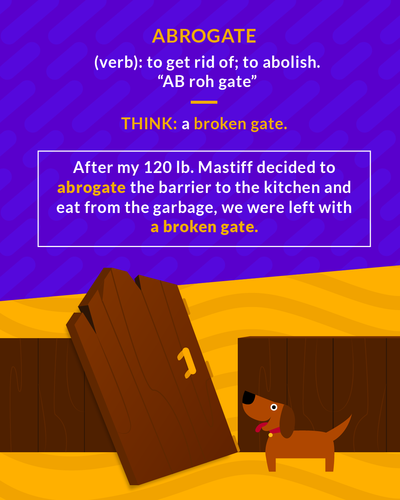 ABROGATE
(verb): to get rid of; to abolish.
“AB roh gate”
THINK: a broken gate.
After my 120 lb. Mastiff decided to
abrogate the barrier to the kitchen and
eat from the garbage, we were left with
a broken gate.